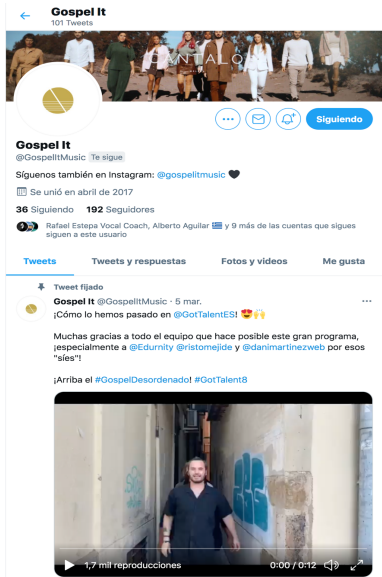 Gospel It
101 Tweets
CANTALO
Siguiendo
Gospel It
@GospelItMusic Te sigue
Síguenos también en Instagram: @gospelitmusic 🖤
Se unió en abril de 2017
36 Siguiendo 192 Seguidores
Rafael Estepa Vocal Coach, Alberto Aguilar 🇬🇷 y 9 más de las cuentas que sigues
siguen a este usuario
Tweets Tweets y respuestas Fotos y videos Me gusta
Tweet fijado
Gospel It @GospelItMusic · 5 mar.
¡Cómo lo hemos pasado en @GotTalentES! 😍🙌
Muchas gracias a todo el equipo que hace posible este gran programa,
¡especialmente a @Edurnity @ristomejide y @danimartinezweb por esos
"síes"!
¡Arriba el #GospelDesordenado! #GotTalent8
1,7 mil reproducciones 0:00 / 0:12